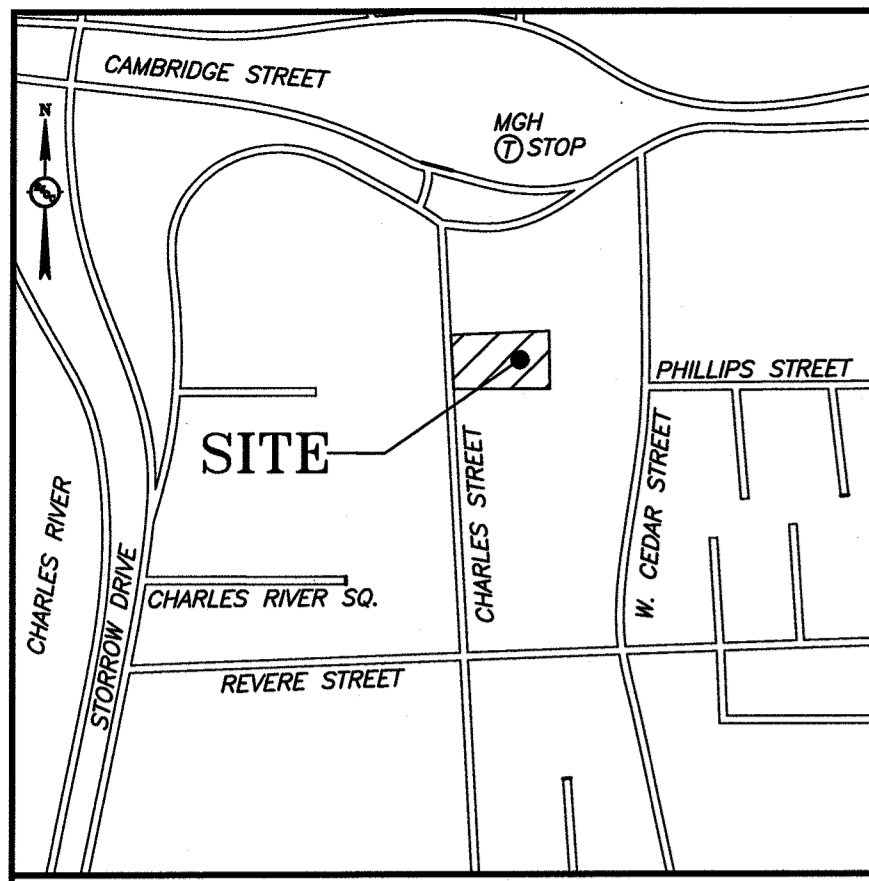 CAMBRIDGE STREET
N
MGH
T STOP
PHILLIPS STREET
SITE
CHARLES STREET
W. CEDAR STREET
CHARLES RIVER
STORROW DRIVE
CHARLES RIVER SQ.
REVERE STREET